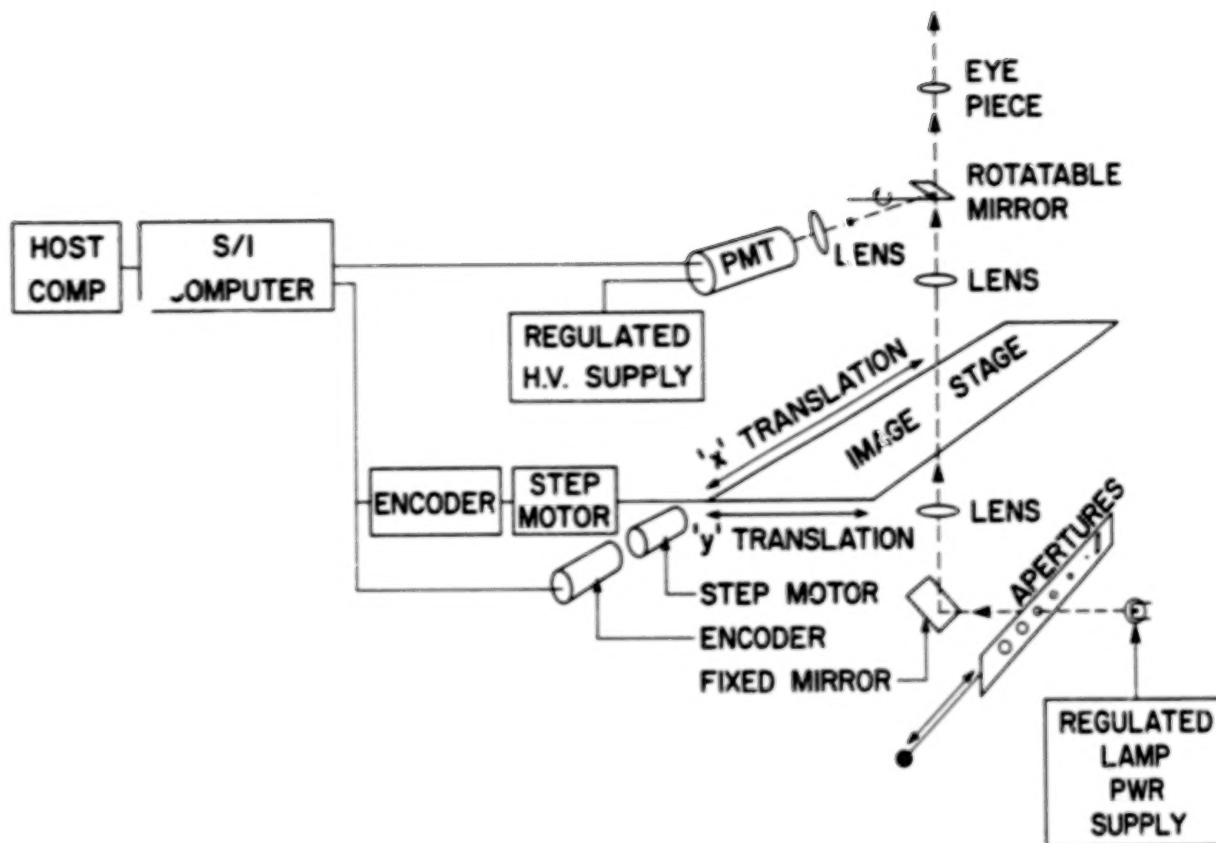 EYE
PIECE
ROTATABLE
MIRROR
HOST
COMP
S/I
COMPUTER
PMT
LENS
LENS
REGULATED
H.V. SUPPLY
'x' TRANSLATION
IMAGE STAGE
ENCODER
STEP
MOTOR
'y' TRANSLATION
LENS
APERTURES
STEP MOTOR
ENCODER
FIXED MIRROR
REGULATED
LAMP
PWR
SUPPLY